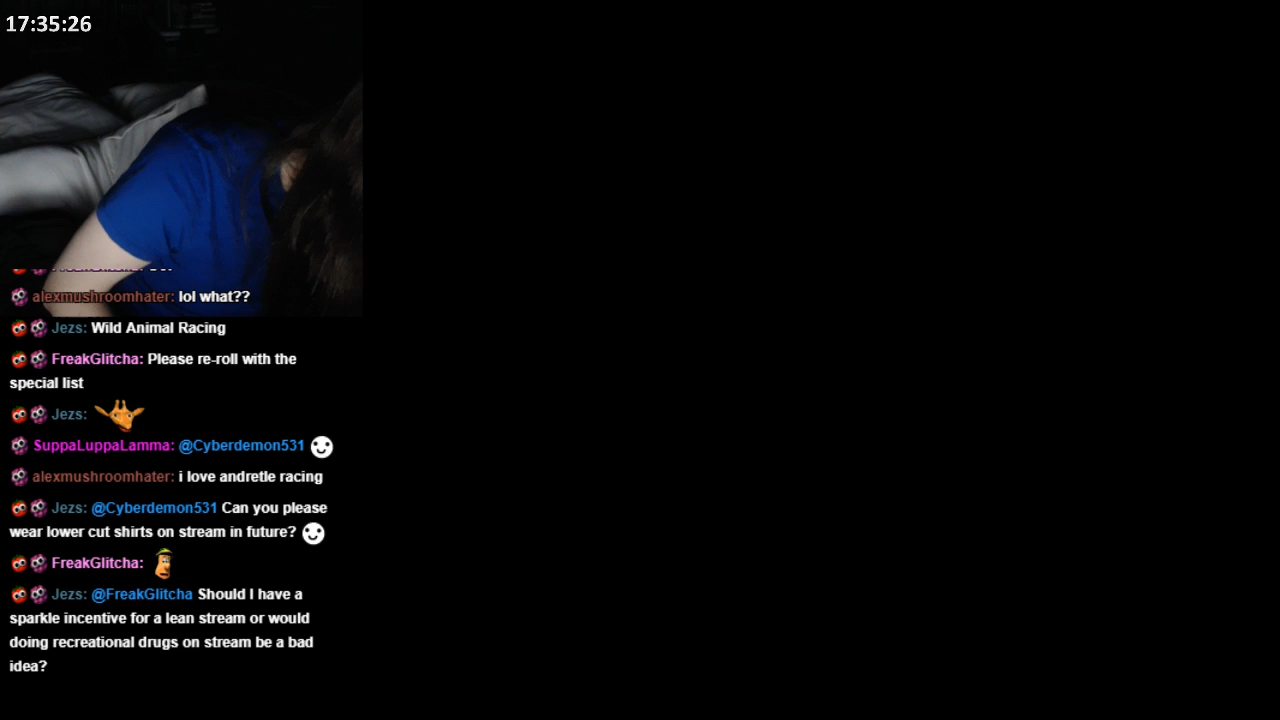 17:35:26
alexmushroomhater: lol what??
Jezs: Wild Animal Racing
FreakGlitcha: Please re-roll with the
special list
Jezs:
SuppaLuppaLamma: @Cyberdemon531
alexmushroomhater: i love andretle racing
Jezs: @Cyberdemon531 Can you please
wear lower cut shirts on stream in future?
FreakGlitcha:
Jezs: @FreakGlitcha Should I have a
sparkle incentive for a lean stream or would
doing recreational drugs on stream be a bad
idea?